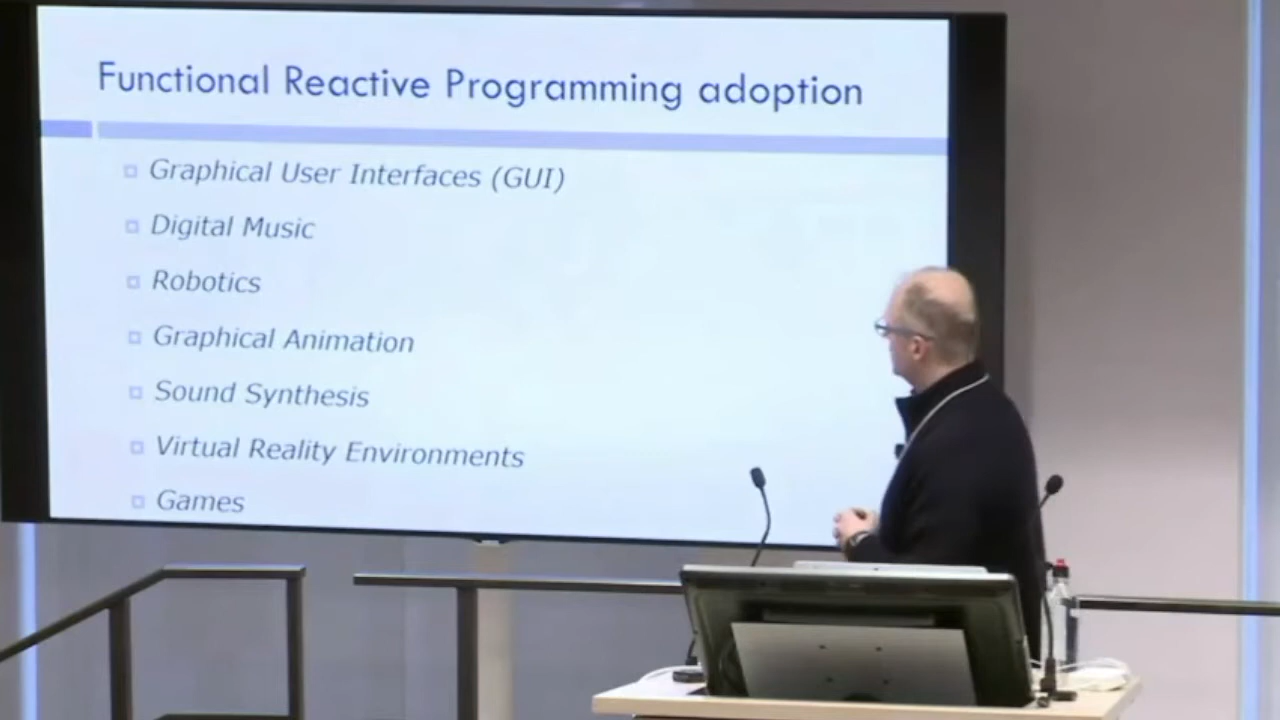 Functional Reactive Programming adoption
Graphical User Interfaces (GUI)
Digital Music
Robotics
Graphical Animation
Sound Synthesis
Virtual Reality Environments
Games